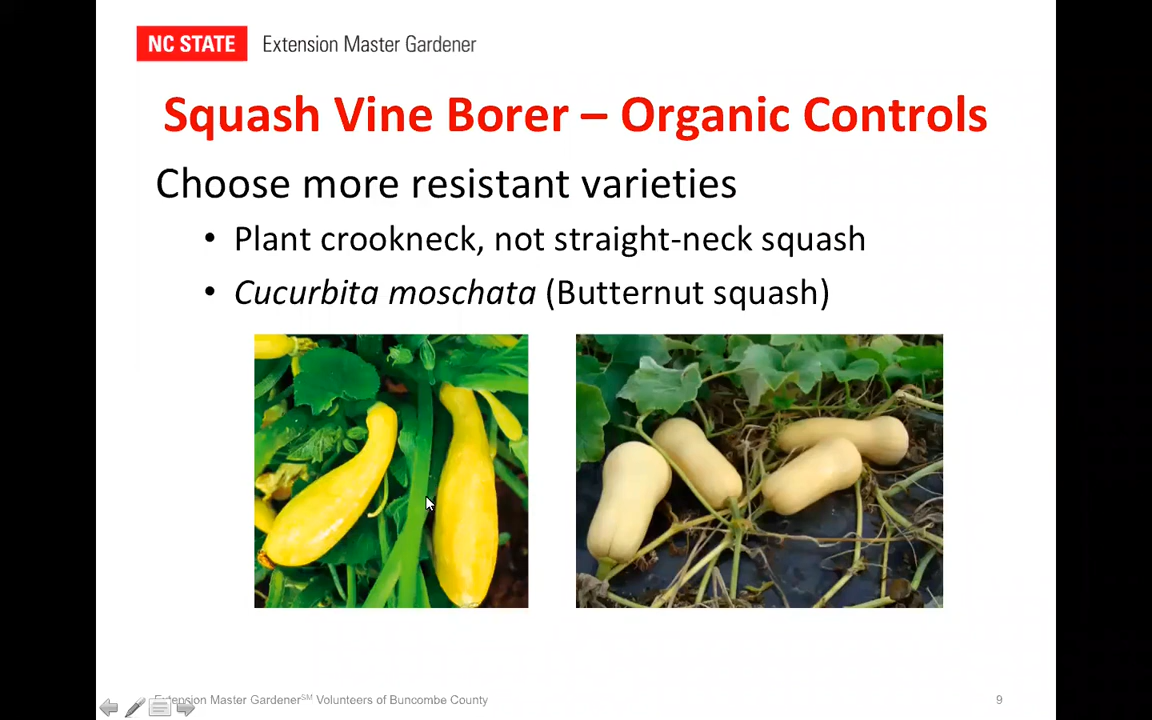 NC STATE Extension Master Gardener
Squash Vine Borer – Organic Controls
Choose more resistant varieties
• Plant crookneck, not straight-neck squash
• Cucurbita moschata (Butternut squash)
Extension Master Gardener℠ Volunteers of Buncombe County 9